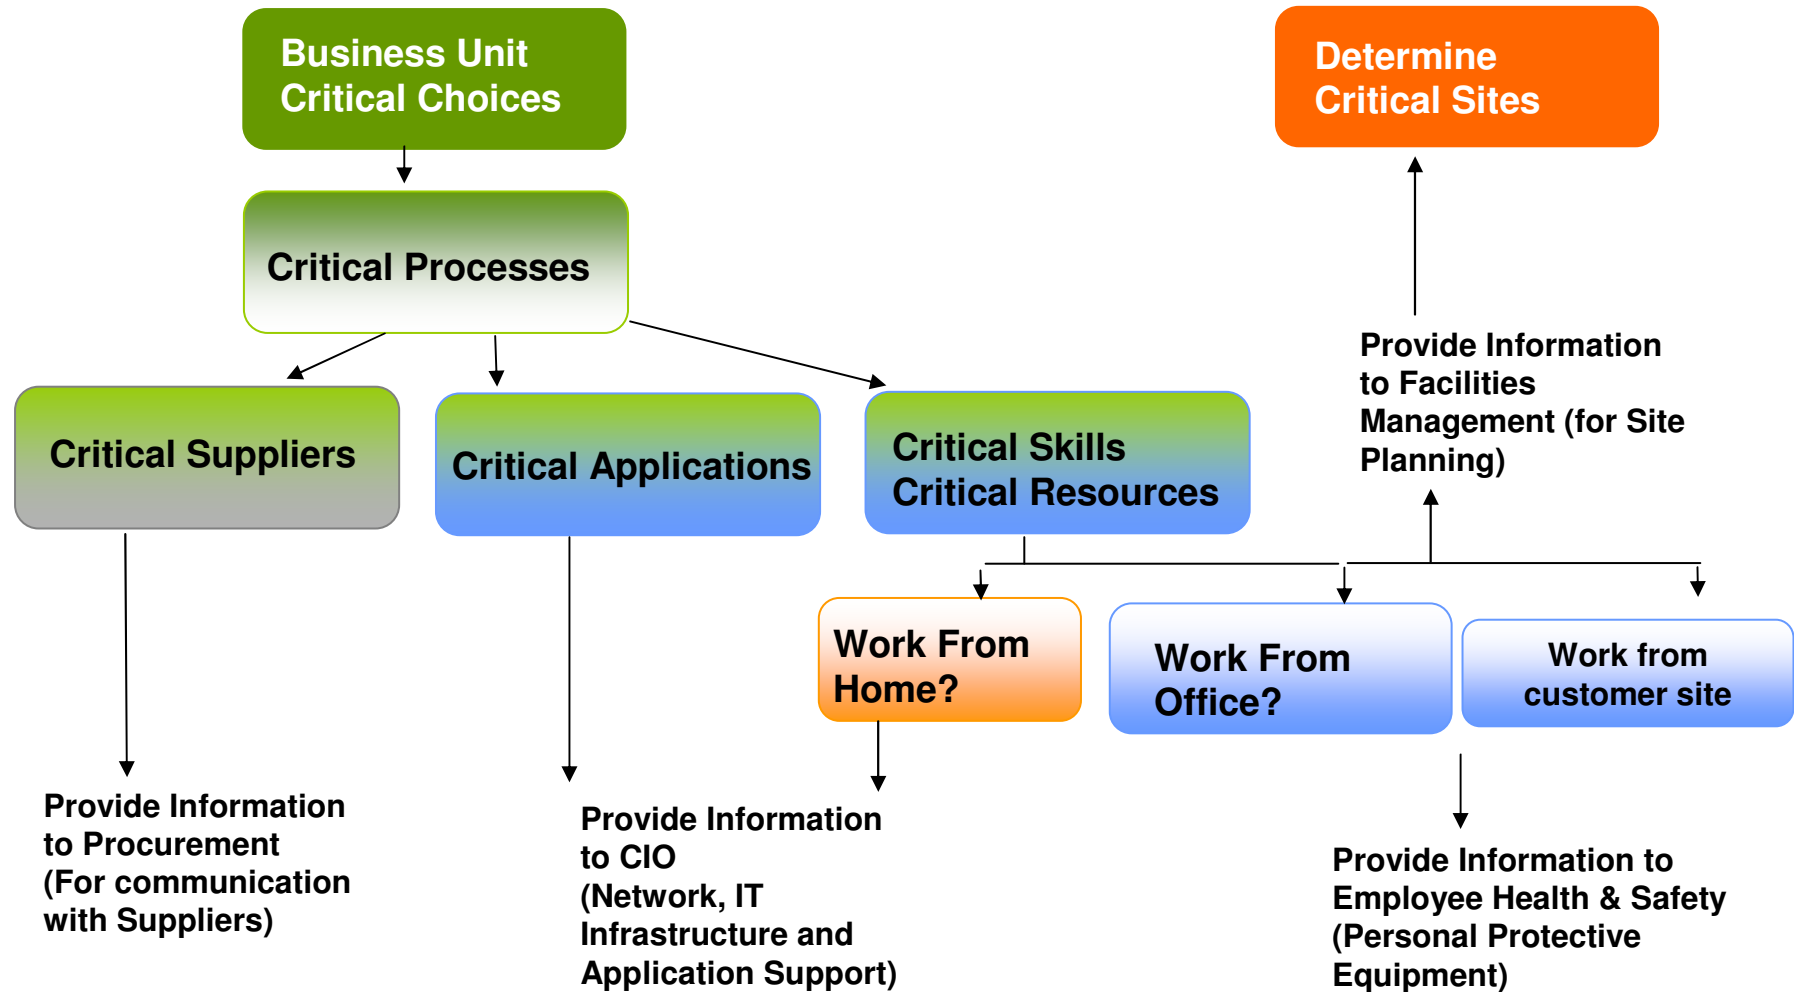 Business Unit
Critical Choices
Determine
Critical Sites
Critical Processes
Provide Information
to Facilities
Management (for Site
Planning)
Critical Suppliers
Critical Applications
Critical Skills
Critical Resources
Work From
Home?
Work From
Office?
Work from
customer site
Provide Information
to Procurement
(For communication
with Suppliers)
Provide Information
to CIO
(Network, IT
Infrastructure and
Application Support)
Provide Information to
Employee Health & Safety
(Personal Protective
Equipment)